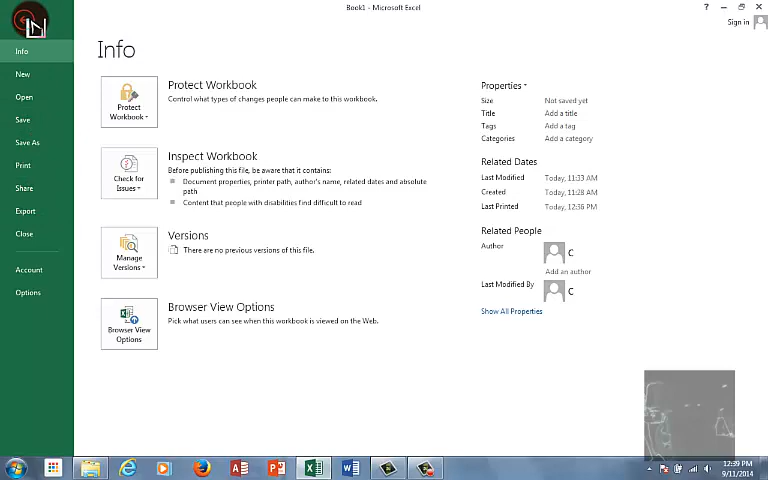 Book1 - Microsoft Excel
?
Sign in
Info
New
Open
Save
Save As
Print
Share
Export
Close
Account
Options
Info
Protect Workbook
Protect Workbook
Control what types of changes people can make to this workbook.
Check for Issues
Inspect Workbook
Before publishing this file, be aware that it contains:
Document properties, printer path, author's name, related dates and absolute
path
Content that people with disabilities find difficult to read
Manage Versions
Versions
There are no previous versions of this file.
Browser View Options
Browser View Options
Pick what users can see when this workbook is viewed on the Web.
Properties
Size Not saved yet
Title Add a title
Tags Add a tag
Categories Add a category
Related Dates
Last Modified Today, 11:33 AM
Created Today, 11:28 AM
Last Printed Today, 12:36 PM
Related People
Author C
Add an author
Last Modified By C
Show All Properties
12:39 PM
9/11/2014